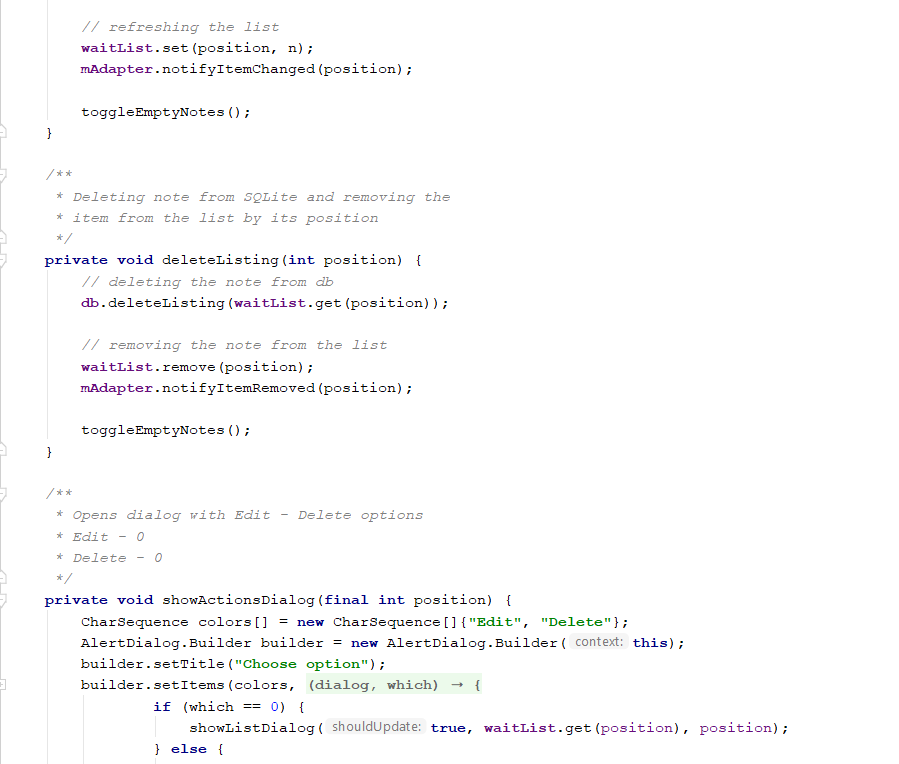 // refreshing the list
waitList.set(position, n);
mAdapter.notifyItemChanged(position);
toggleEmptyNotes();
}
/**
* Deleting note from SQLite and removing the
* item from the list by its position
*/
private void deleteListing(int position) {
// deleting the note from db
db.deleteListing(waitList.get(position));
// removing the note from the list
waitList.remove(position);
mAdapter.notifyItemRemoved(position);
toggleEmptyNotes();
}
/**
* Opens dialog with Edit - Delete options
* Edit - 0
* Delete - 0
*/
private void showActionsDialog(final int position) {
CharSequence colors[] = new CharSequence[]{"Edit", "Delete"};
AlertDialog.Builder builder = new AlertDialog.Builder( context: this);
builder.setTitle("Choose option");
builder.setItems(colors, (dialog, which) → {
if (which == 0) {
showListDialog( shouldUpdate: true, waitList.get(position), position);
} else {